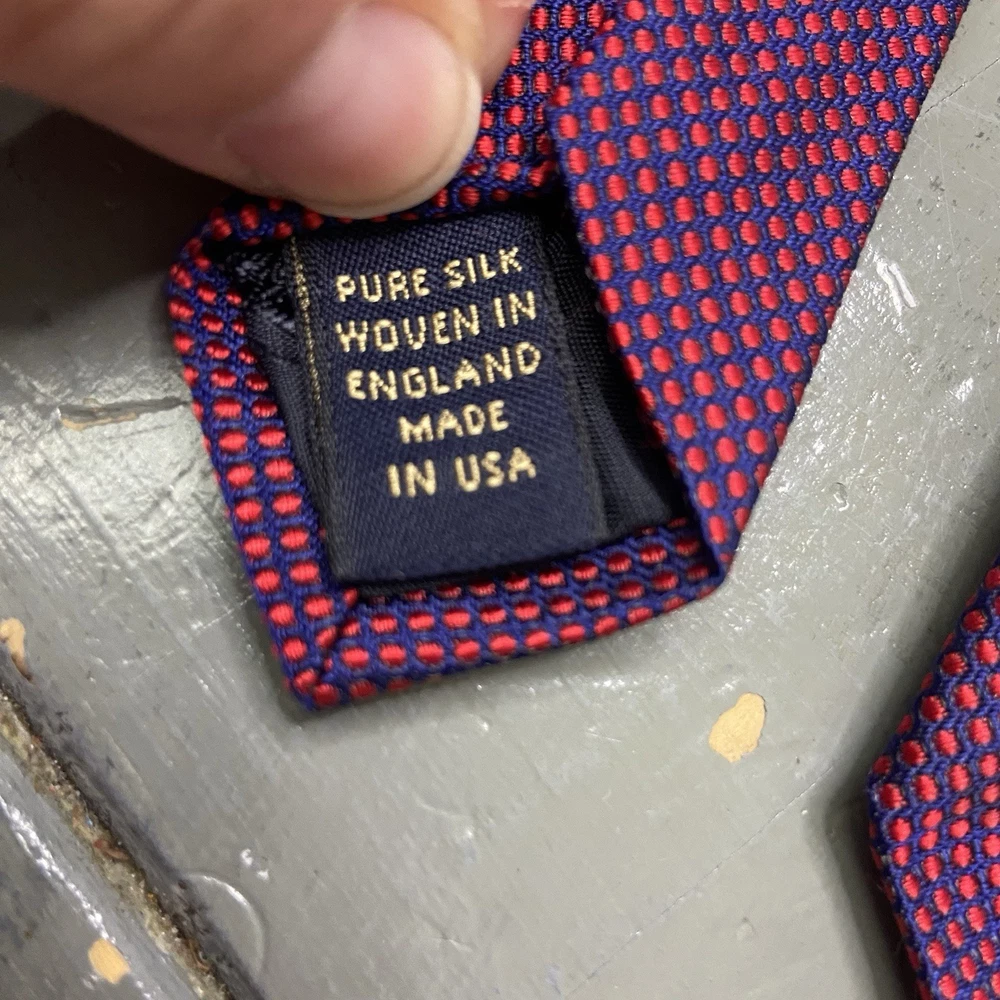 PURE SILK
WOVEN IN
ENGLAND
MADE
IN USA